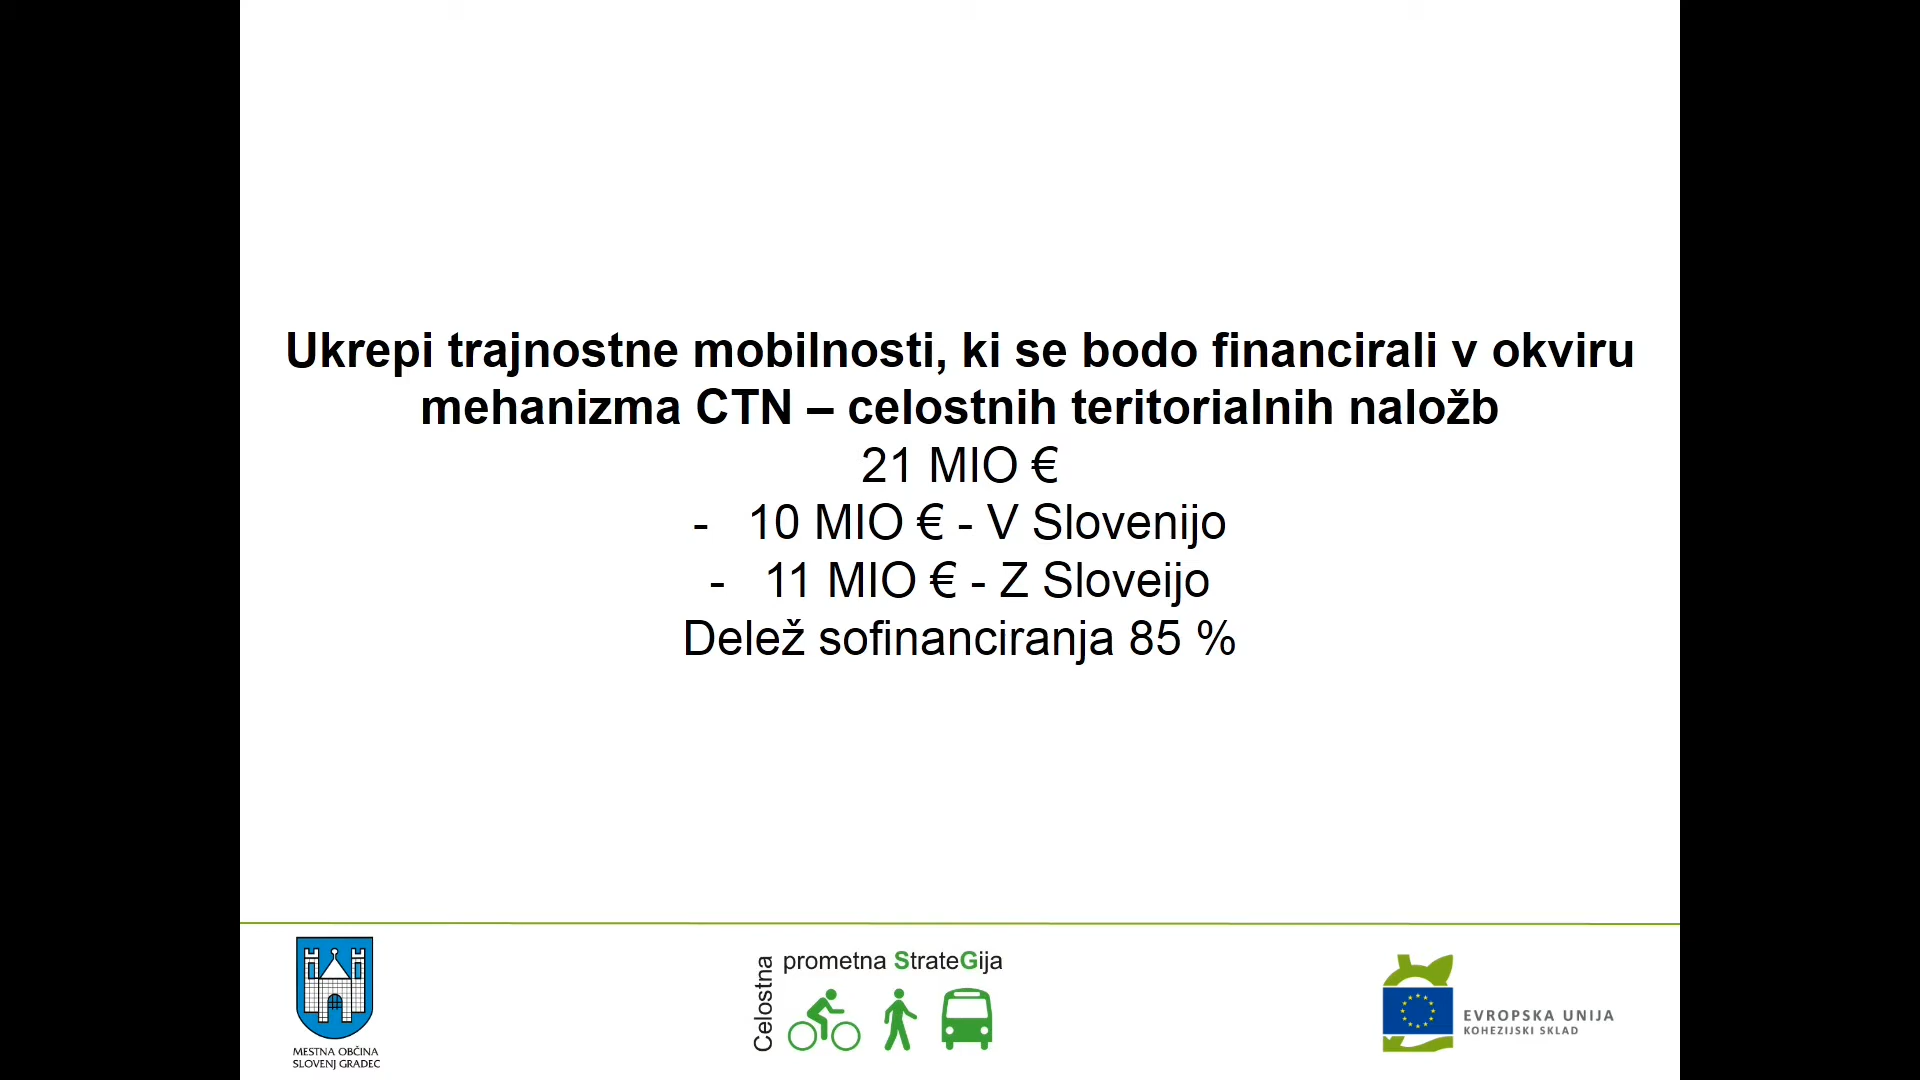 Ukrepi trajnostne mobilnosti, ki se bodo financirali v okviru
mehanizma CTN – celostnih teritorialnih naložb
21 MIO €
- 10 MIO € - V Slovenijo
- 11 MIO € - Z Sloveijo
Delež sofinanciranja 85 %
MESTNA OBČINA
SLOVENJ GRADEC
Celostna
prometna StrateGija
EVROPSKA UNIJA
KOHEZIJSKI SKLAD